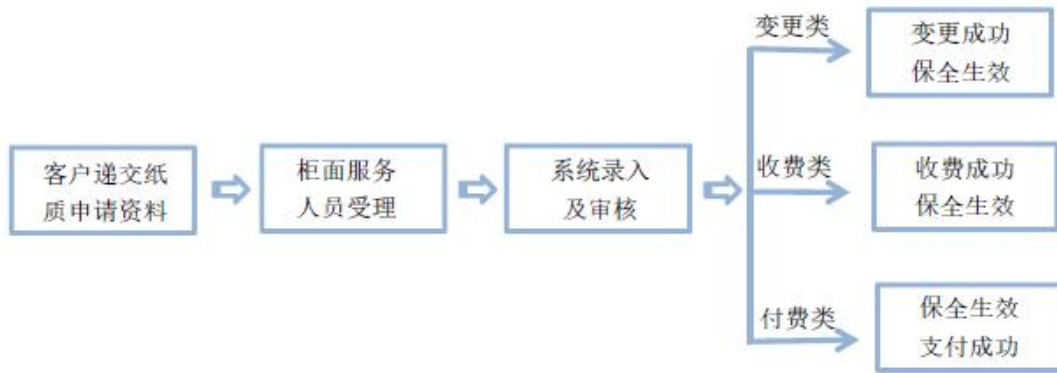 客户递交纸
质申请资料
柜面服务
人员受理
系统录入
及审核
变更类
变更成功
保全生效
收费类
收费成功
保全生效
付费类
保全生效
支付成功